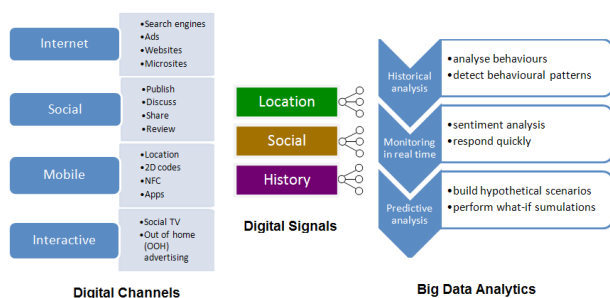 Internet
•Search engines
•Ads
•Websites
•Microsites
Social
•Publish
•Discuss
•Share
•Review
Mobile
•Location
•2D codes
•NFC
•Apps
Interactive
•Social TV
•Out of home
(OOH)
advertising
Digital Channels
Location
Social
History
Digital Signals
Historical
analysis
•analyse behaviours
•detect behavioural patterns
Monitoring
in real time
•sentiment analysis
•respond quickly
Predictive
analysis
•build hypothetical scenarios
•perform what-if sumulations
Big Data Analytics